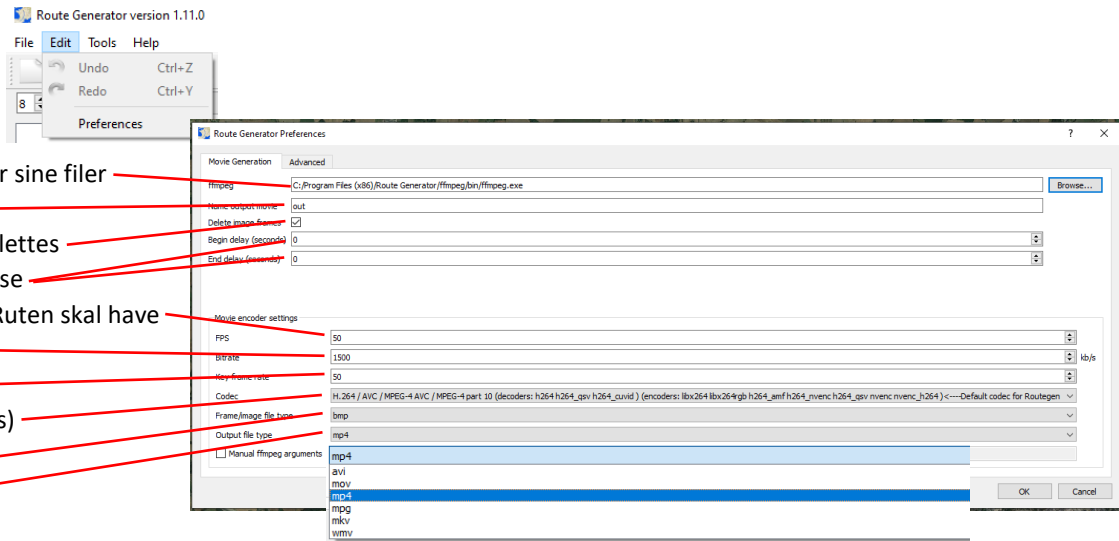 Route Generator version 1.11.0
File Edit Tools Help
Undo Ctrl+Z
8
Redo Ctrl+Y
Preferences
Route Generator Preferences ? ×
Movie Generation Advanced
r sine filer
ffmpeg C:/Program Files (x86)/Route Generator/ffmpeg/bin/ffmpeg.exe Browse...
Name output movie out
Delete image frames
lettes
Begin delay (seconds) 0
End delay (seconds) 0
se
Ruten skal have
Movie encoder settings
FPS 50
Bitrate 1500 kb/s
Key frame rate 50
Codec H.264 / AVC / MPEG-4 AVC / MPEG-4 part 10 (decoders: h264 h264_qsv h264_cuvid ) (encoders: libx264 libx264rgb h264_amf h264_nvenc h264_qsv nvenc nvenc_h264 ) <----Default codec for Routegen
s)
Frame/image file type bmp
Output file type mp4
Manual ffmpeg arguments
mp4
avi
mov
mp4
mpg
mkv
wmv
OK Cancel